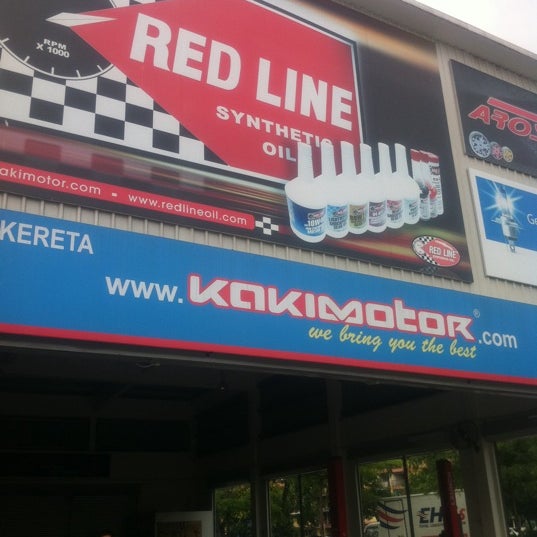 RPM
X 1000
RED LINE
SYNTHETIC
OIL
akimotor.com - www.redlineoil.com
RED LINE
KERETA
www.KAKIMOTOR®.com
we bring you the best